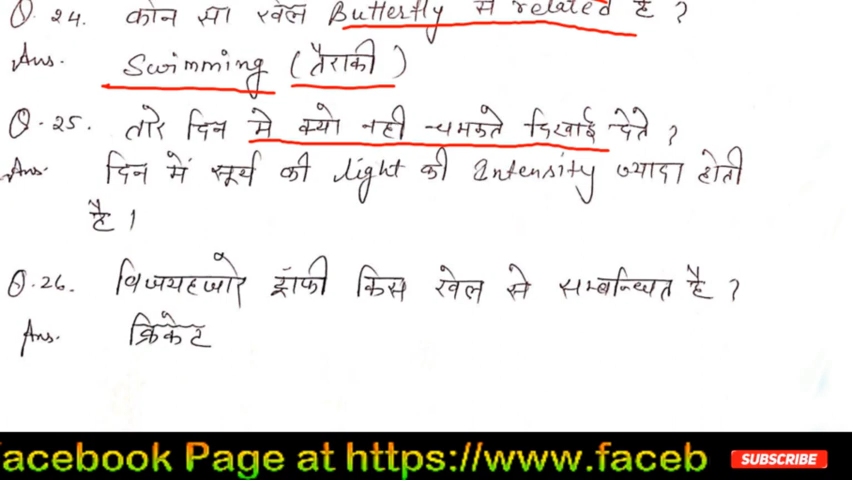 Q.24. कौन सा खेल Butterfly से related है ?
Ans. Swimming (तैराकी)
Q.25. तारे दिन मे क्यो नही चमकते दिखाई देते ?
Ans. दिन में सूर्य की light की Intensity ज्यादा होती
है।
Q.26. विजयहजारे ट्रॉफी किस खेल से सम्बन्धित है ?
Ans. क्रिकेट
facebook Page at https://www.faceb
SUBSCRIBE